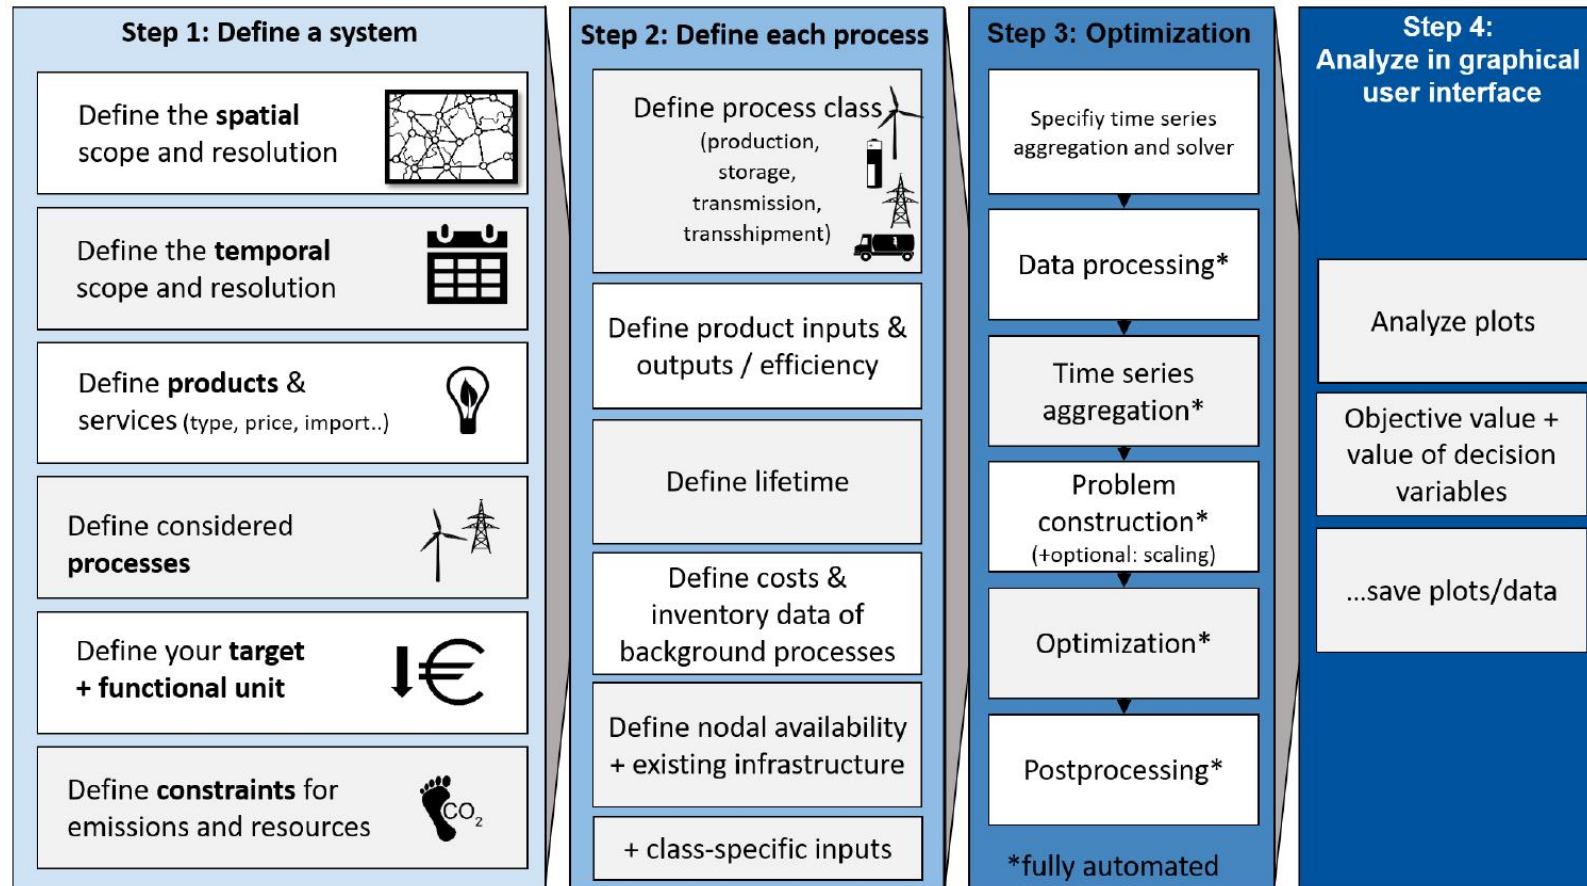 Step 1: Define a system
Define the spatial
scope and resolution
Define the temporal
scope and resolution
Define products &
services (type, price, import..)
Define considered
processes
Define your target
+ functional unit
Define constraints for
emissions and resources
CO2
Step 2: Define each process
Define process class
(production,
storage,
transmission,
transshipment)
Define product inputs &
outputs / efficiency
Define lifetime
Define costs &
inventory data of
background processes
Define nodal availability
+ existing infrastructure
+ class-specific inputs
Step 3: Optimization
Specifiy time series
aggregation and solver
Data processing*
Time series
aggregation*
Problem
construction*
(+optional: scaling)
Optimization*
Postprocessing*
*fully automated
Step 4:
Analyze in graphical
user interface
Analyze plots
Objective value +
value of decision
variables
...save plots/data